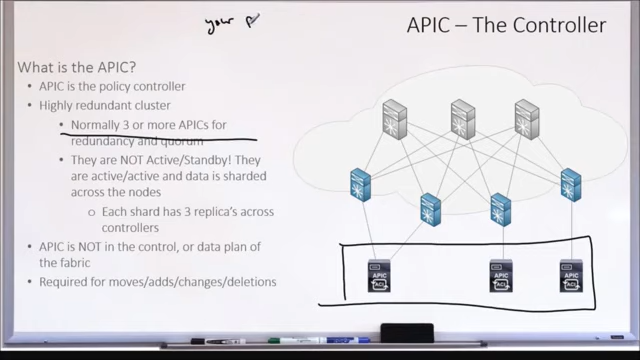 your
APIC – The Controller
What is the APIC?
• APIC is the policy controller
• Highly redundant cluster
• Normally 3 or more APICs for
redundancy and quorum
• They are NOT Active/Standby! They
are active/active and data is sharded
across the nodes
○ Each shard has 3 replica's across
controllers
• APIC is NOT in the control, or data plan of
the fabric
• Required for moves/adds/changes/deletions
APIC
ACI
APIC
ACI
APIC
ACI